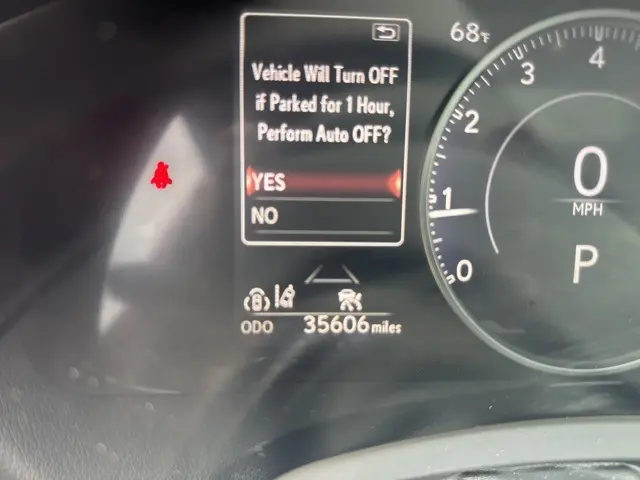 Vehicle Will Turn OFF
if Parked for 1 Hour,
Perform Auto OFF?
YES
NO
ODO 35606 miles
68°F
4
3
2
1
0
0
MPH
P